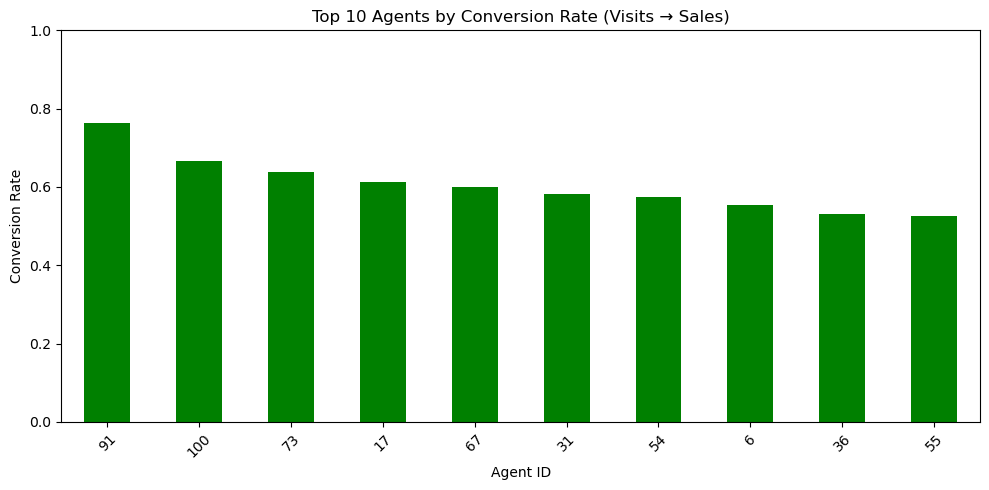 Top 10 Agents by Conversion Rate (Visits → Sales)
Conversion Rate
1.0
0.8
0.6
0.4
0.2
0.0
91 100 73 17 67 31 54 6 36 55
Agent ID